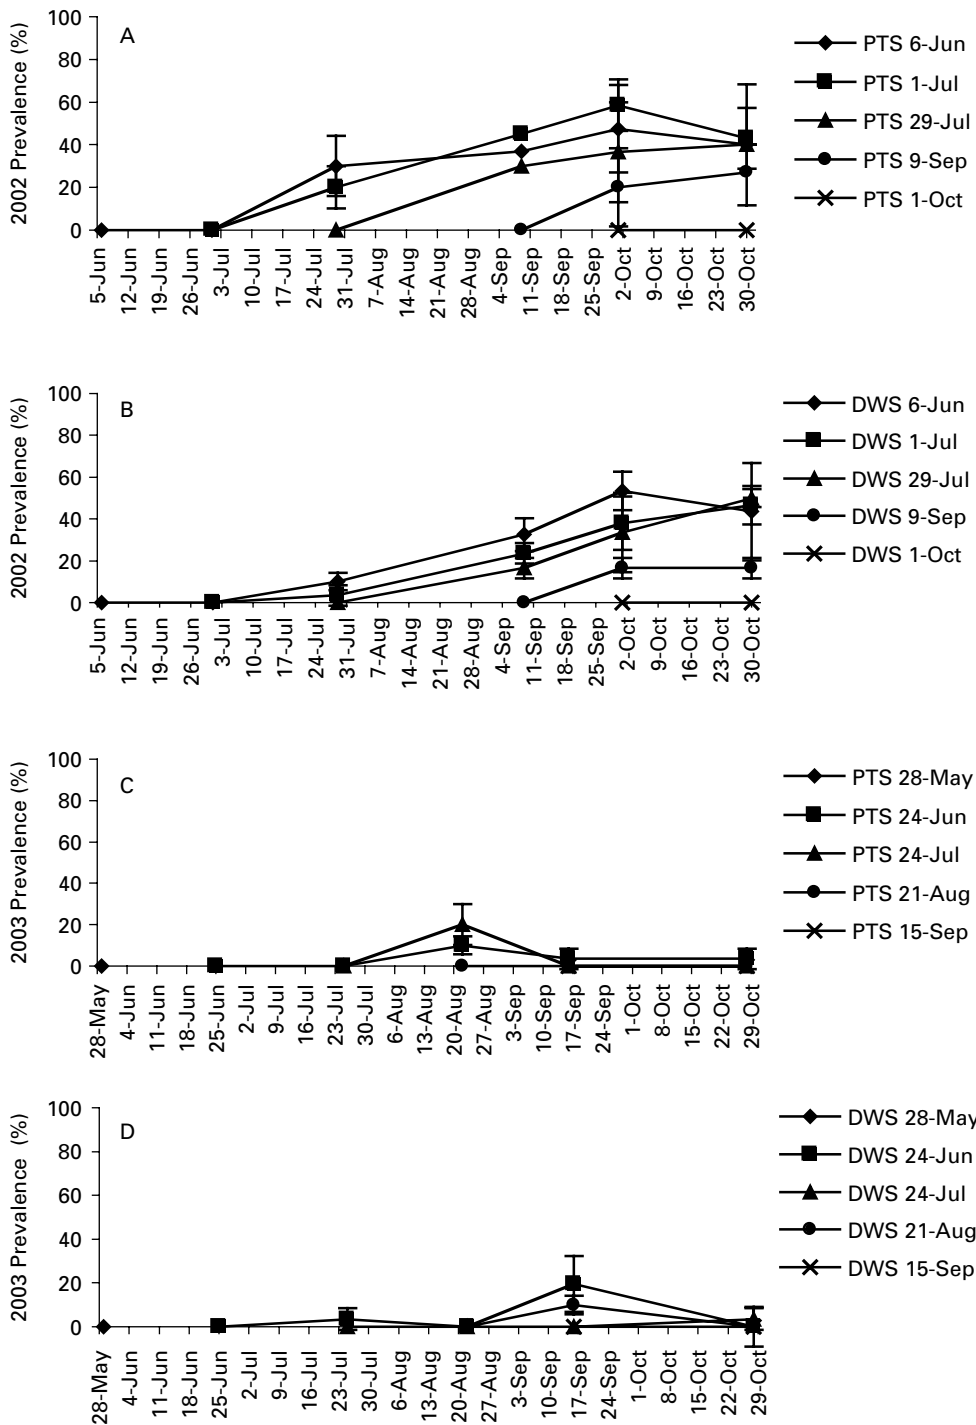 2002 Prevalence (%)
100
80
60
40
20
0
A
5-Jun
12-Jun
19-Jun
26-Jun
3-Jul
10-Jul
17-Jul
24-Jul
31-Jul
7-Aug
14-Aug
21-Aug
28-Aug
4-Sep
11-Sep
18-Sep
25-Sep
2-Oct
9-Oct
16-Oct
23-Oct
30-Oct
PTS 6-Jun
PTS 1-Jul
PTS 29-Jul
PTS 9-Sep
PTS 1-Oct
2002 Prevalence (%)
100
80
60
40
20
0
B
5-Jun
12-Jun
19-Jun
26-Jun
3-Jul
10-Jul
17-Jul
24-Jul
31-Jul
7-Aug
14-Aug
21-Aug
28-Aug
4-Sep
11-Sep
18-Sep
25-Sep
2-Oct
9-Oct
16-Oct
23-Oct
30-Oct
DWS 6-Jun
DWS 1-Jul
DWS 29-Jul
DWS 9-Sep
DWS 1-Oct
2003 Prevalence (%)
100
80
60
40
20
0
C
28-May
4-Jun
11-Jun
18-Jun
25-Jun
2-Jul
9-Jul
16-Jul
23-Jul
30-Jul
6-Aug
13-Aug
20-Aug
27-Aug
3-Sep
10-Sep
17-Sep
24-Sep
1-Oct
8-Oct
15-Oct
22-Oct
29-Oct
PTS 28-May
PTS 24-Jun
PTS 24-Jul
PTS 21-Aug
PTS 15-Sep
2003 Prevalence (%)
100
80
60
40
20
0
D
28-May
4-Jun
11-Jun
18-Jun
25-Jun
2-Jul
9-Jul
16-Jul
23-Jul
30-Jul
6-Aug
13-Aug
20-Aug
27-Aug
3-Sep
10-Sep
17-Sep
24-Sep
1-Oct
8-Oct
15-Oct
22-Oct
29-Oct
DWS 28-May
DWS 24-Jun
DWS 24-Jul
DWS 21-Aug
DWS 15-Sep